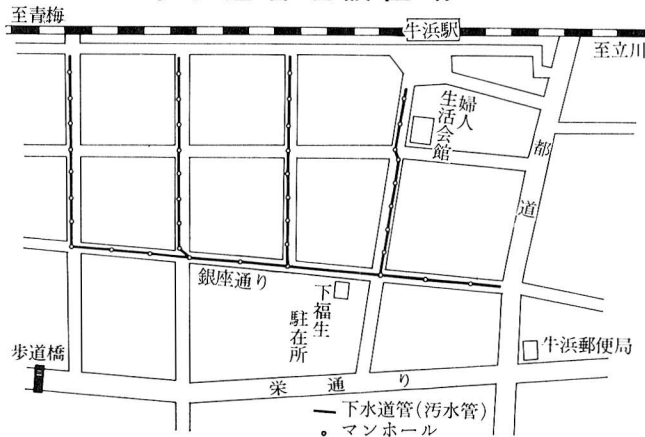 至青梅
牛浜駅
至立川
婦人
生活会館
都道
銀座通り
下福生
駐在所
歩道橋
牛浜郵便局
栄通り
下水道管(汚水管)
マンホール